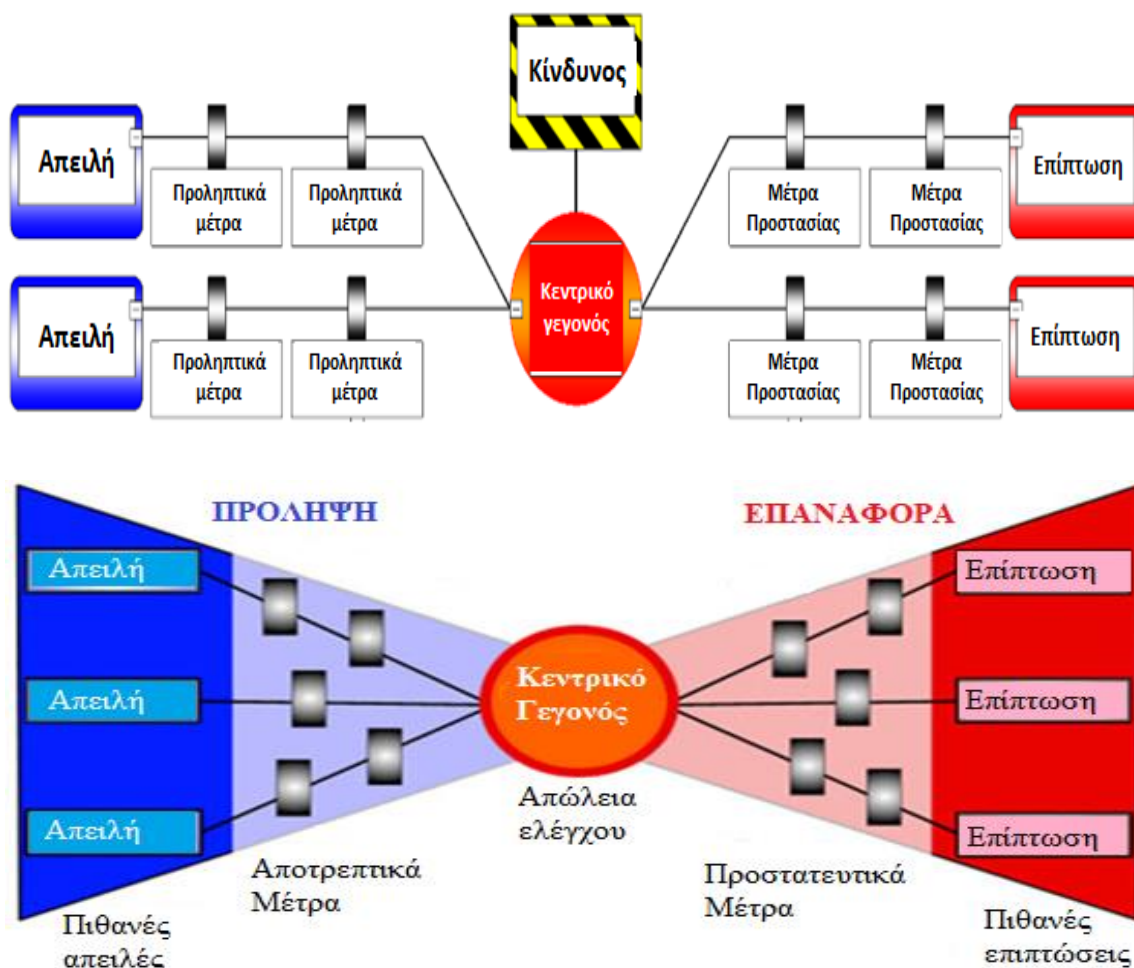 Κίνδυνος
Απειλή
Προληπτικά
μέτρα
Προληπτικά
μέτρα
Μέτρα
Προστασίας
Μέτρα
Προστασίας
Επίπτωση
Κεντρικό
γεγονός
Απειλή
Προληπτικά
μέτρα
Προληπτικά
μέτρα
Μέτρα
Προστασίας
Μέτρα
Προστασίας
Επίπτωση
ΠΡΟΛΗΨΗ
ΕΠΑΝΑΦΟΡΑ
Απειλή
Επίπτωση
Απειλή
Κεντρικό
Γεγονός
Επίπτωση
Απειλή
Επίπτωση
Απώλεια
ελέγχου
Αποτρεπτικά
Μέτρα
Προστατευτικά
Μέτρα
Πιθανές
απειλές
Πιθανές
επιπτώσεις